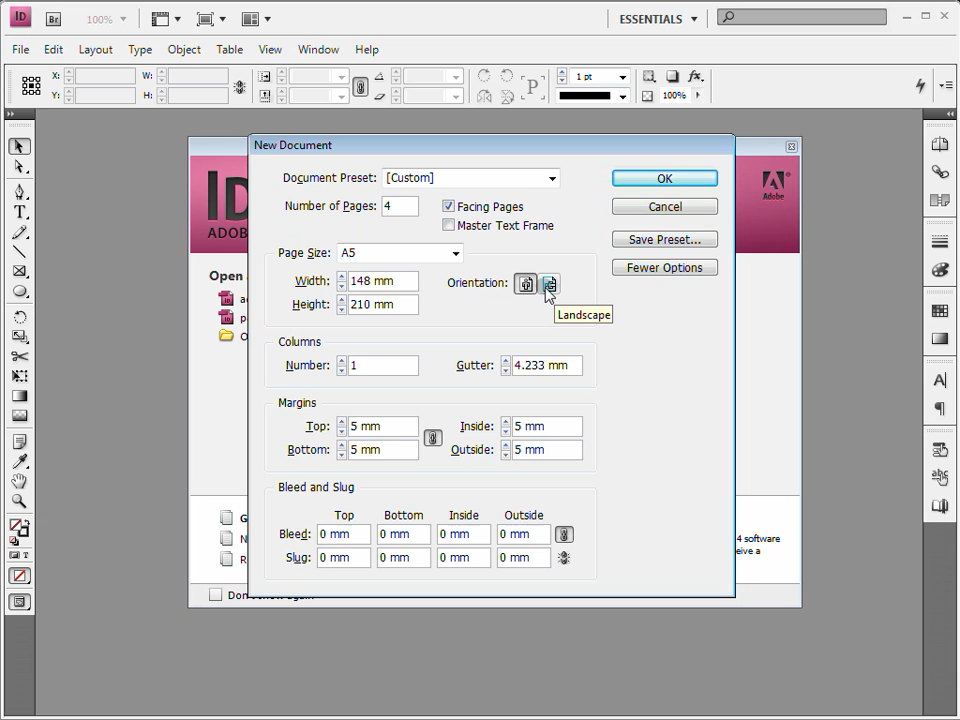 ID Br 100% ESSENTIALS
File Edit Layout Type Object Table View Window Help
X: W: 1 pt
Y: H: 100%
New Document
Document Preset: [Custom] OK
Number of Pages: 4 Facing Pages Cancel
Master Text Frame
Save Preset...
Page Size: A5
Fewer Options
Width: 148 mm Orientation:
Height: 210 mm
Landscape
Columns
Number: 1 Gutter: 4.233 mm
Margins
Top: 5 mm Inside: 5 mm
Bottom: 5 mm Outside: 5 mm
Bleed and Slug
Top Bottom Inside Outside
Bleed: 0 mm 0 mm 0 mm 0 mm
Slug: 0 mm 0 mm 0 mm 0 mm
ID
Adobe
ADOB
Open
4 software
eive a